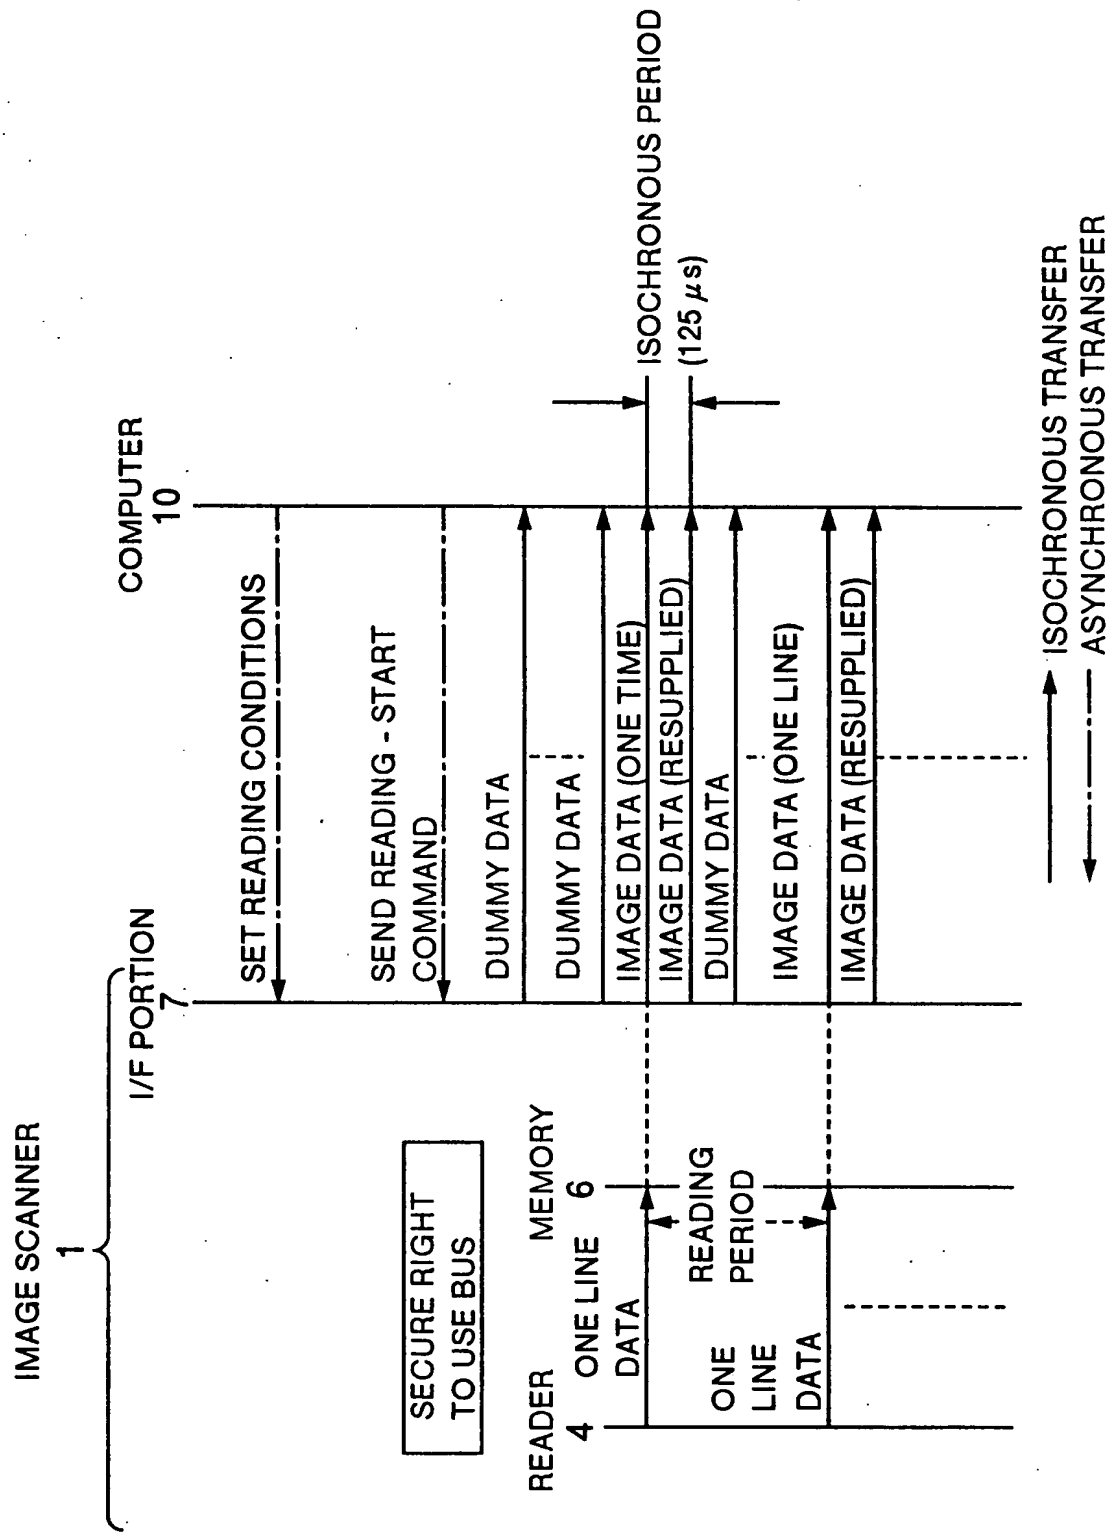 IMAGE SCANNER
1
READER
4
MEMORY
6
I/F PORTION
7
COMPUTER
10
SET READING CONDITIONS
SECURE RIGHT
TO USE BUS
SEND READING - START
COMMAND
DUMMY DATA
DUMMY DATA
ONE LINE
DATA
IMAGE DATA (ONE TIME)
IMAGE DATA (RESUPPLIED)
ISOCHRONOUS PERIOD
(125 μs)
READING
PERIOD
DUMMY DATA
ONE
LINE
DATA
IMAGE DATA (ONE LINE)
IMAGE DATA (RESUPPLIED)
ISOCHRONOUS TRANSFER
ASYNCHRONOUS TRANSFER